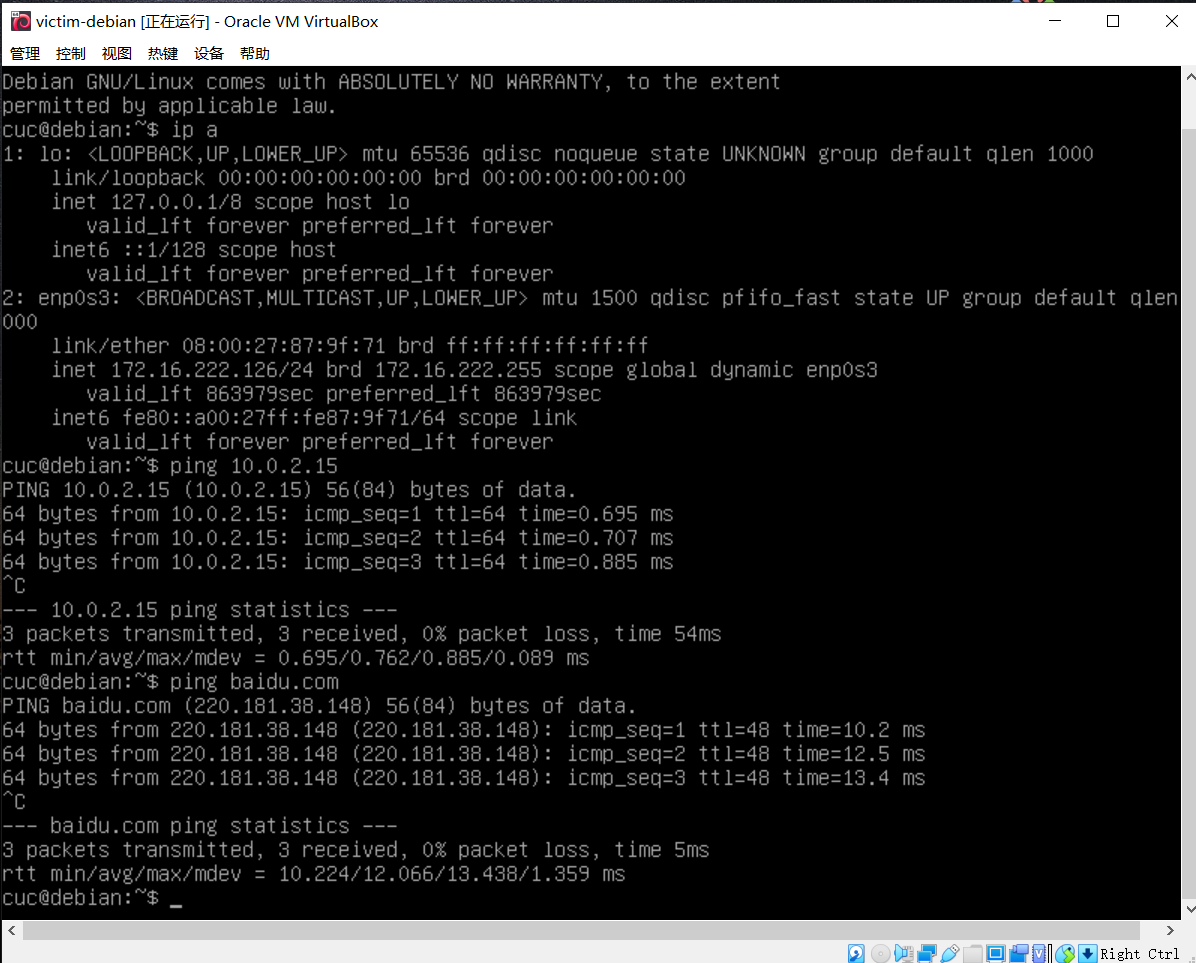 victim-debian [正在运行] - Oracle VM VirtualBox
管理 控制 视图 热键 设备 帮助
Debian GNU/Linux comes with ABSOLUTELY NO WARRANTY, to the extent
permitted by applicable law.
cuc@debian:~$ ip a
1: lo: <LOOPBACK,UP,LOWER_UP> mtu 65536 qdisc noqueue state UNKNOWN group default qlen 1000
    link/loopback 00:00:00:00:00:00 brd 00:00:00:00:00:00
    inet 127.0.0.1/8 scope host lo
       valid_lft forever preferred_lft forever
    inet6 ::1/128 scope host
       valid_lft forever preferred_lft forever
2: enp0s3: <BROADCAST,MULTICAST,UP,LOWER_UP> mtu 1500 qdisc pfifo_fast state UP group default qlen
000
    link/ether 08:00:27:87:9f:71 brd ff:ff:ff:ff:ff:ff
    inet 172.16.222.126/24 brd 172.16.222.255 scope global dynamic enp0s3
       valid_lft 863979sec preferred_lft 863979sec
    inet6 fe80::a00:27ff:fe87:9f71/64 scope link
       valid_lft forever preferred_lft forever
cuc@debian:~$ ping 10.0.2.15
PING 10.0.2.15 (10.0.2.15) 56(84) bytes of data.
64 bytes from 10.0.2.15: icmp_seq=1 ttl=64 time=0.695 ms
64 bytes from 10.0.2.15: icmp_seq=2 ttl=64 time=0.707 ms
64 bytes from 10.0.2.15: icmp_seq=3 ttl=64 time=0.885 ms
^C
--- 10.0.2.15 ping statistics ---
3 packets transmitted, 3 received, 0% packet loss, time 54ms
rtt min/avg/max/mdev = 0.695/0.762/0.885/0.089 ms
cuc@debian:~$ ping baidu.com
PING baidu.com (220.181.38.148) 56(84) bytes of data.
64 bytes from 220.181.38.148 (220.181.38.148): icmp_seq=1 ttl=48 time=10.2 ms
64 bytes from 220.181.38.148 (220.181.38.148): icmp_seq=2 ttl=48 time=12.5 ms
64 bytes from 220.181.38.148 (220.181.38.148): icmp_seq=3 ttl=48 time=13.4 ms
^C
--- baidu.com ping statistics ---
3 packets transmitted, 3 received, 0% packet loss, time 5ms
rtt min/avg/max/mdev = 10.224/12.066/13.438/1.359 ms
cuc@debian:~$ _
Right Ctrl